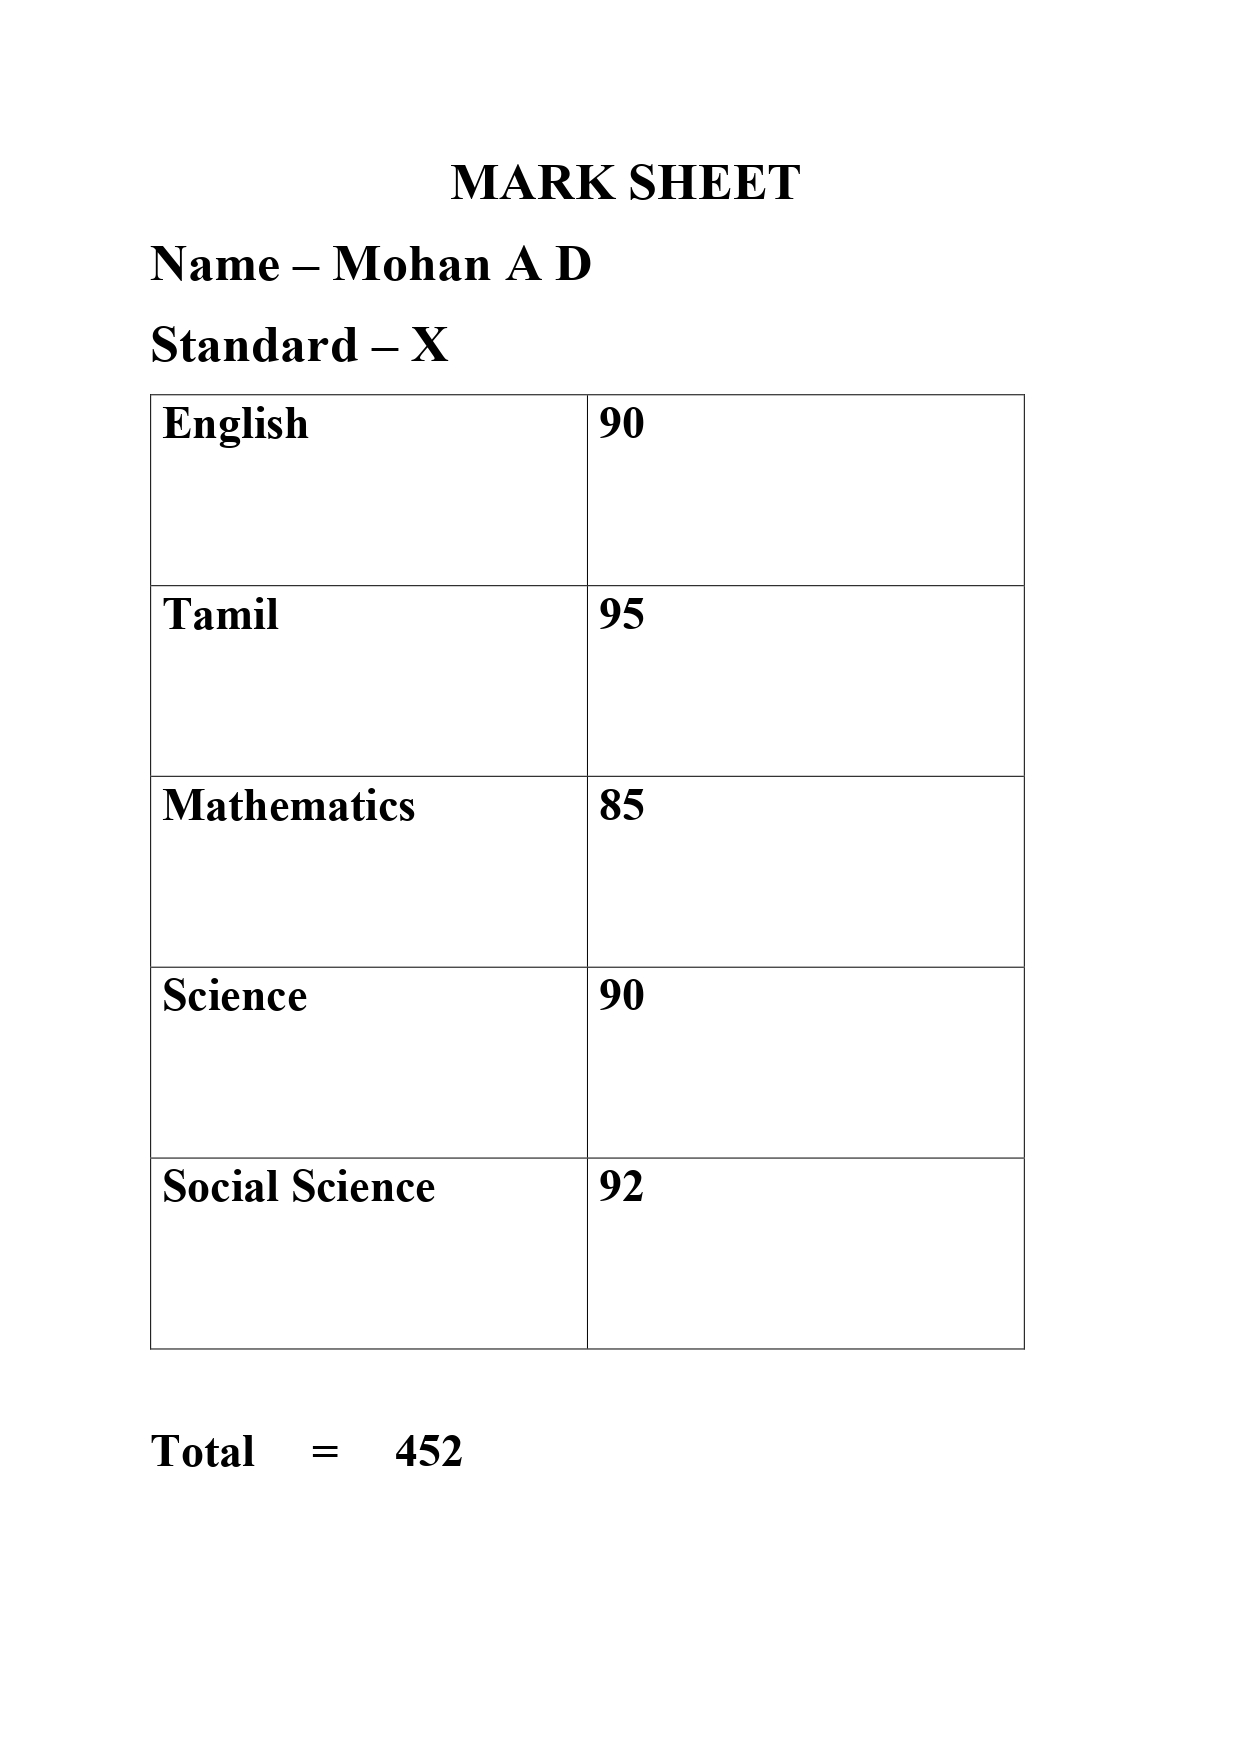 MARK SHEET
Name – Mohan A D
Standard – X
English 90
Tamil 95
Mathematics 85
Science 90
Social Science 92
Total = 452